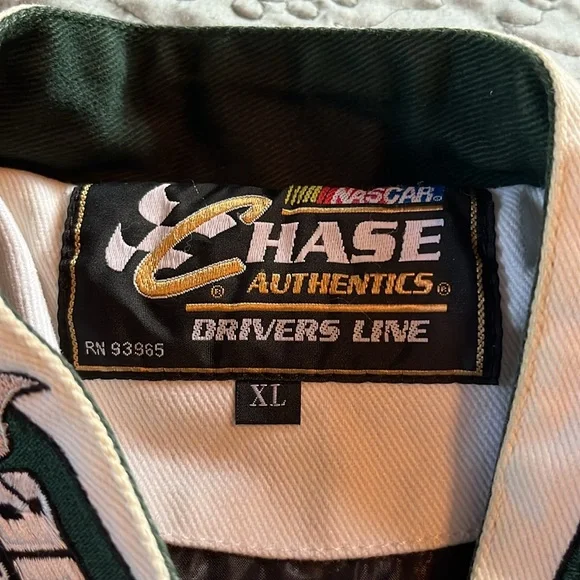 NASCAR®
CHASE
® AUTHENTICS®
DRIVERS LINE
RN 93965
XL